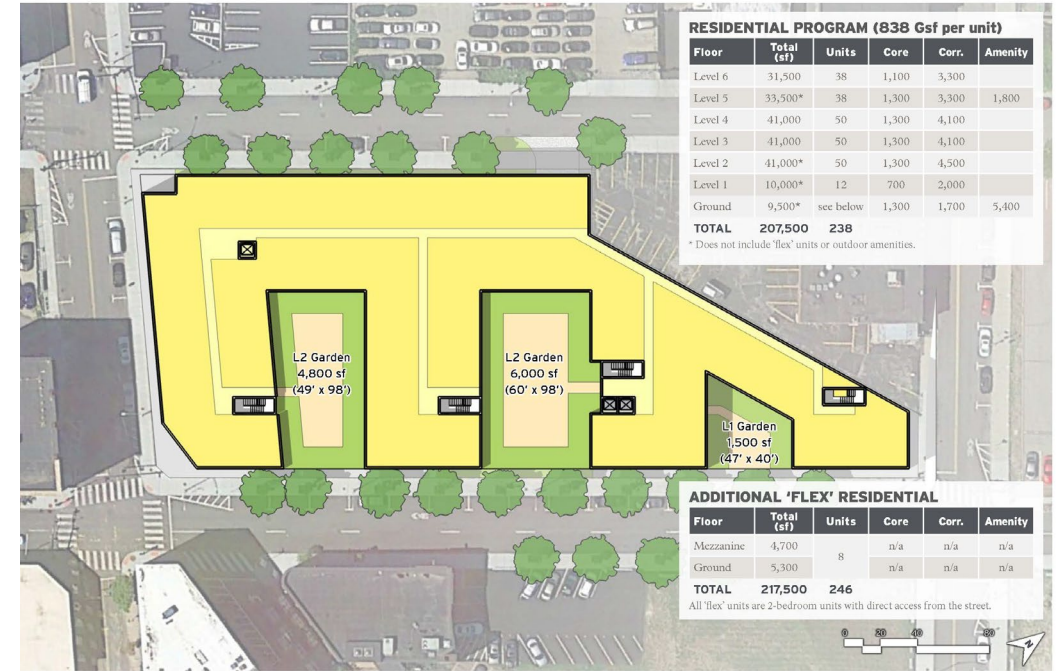 RESIDENTIAL PROGRAM (838 Gsf per unit)
Floor Total (sf) Units Core Corr. Amenity
Level 6 31,500 38 1,100 3,300
Level 5 33,500* 38 1,300 3,300 1,800
Level 4 41,000 50 1,300 4,100
Level 3 41,000 50 1,300 4,100
Level 2 41,000* 50 1,300 4,500
Level 1 10,000* 12 700 2,000
Ground 9,500* see below 1,300 1,700 5,400
TOTAL 207,500 238
* Does not include 'flex' units or outdoor amenities.
L2 Garden
4,800 sf
(49' x 98')
L2 Garden
6,000 sf
(60' x 98')
L1 Garden
1,500 sf
(47' x 40')
ADDITIONAL 'FLEX' RESIDENTIAL
Floor Total (sf) Units Core Corr. Amenity
Mezzanine 4,700 8 n/a n/a n/a
Ground 5,300 n/a n/a n/a
TOTAL 217,500 246
All 'flex' units are 2-bedroom units with direct access from the street.
0 20 40 80'
N